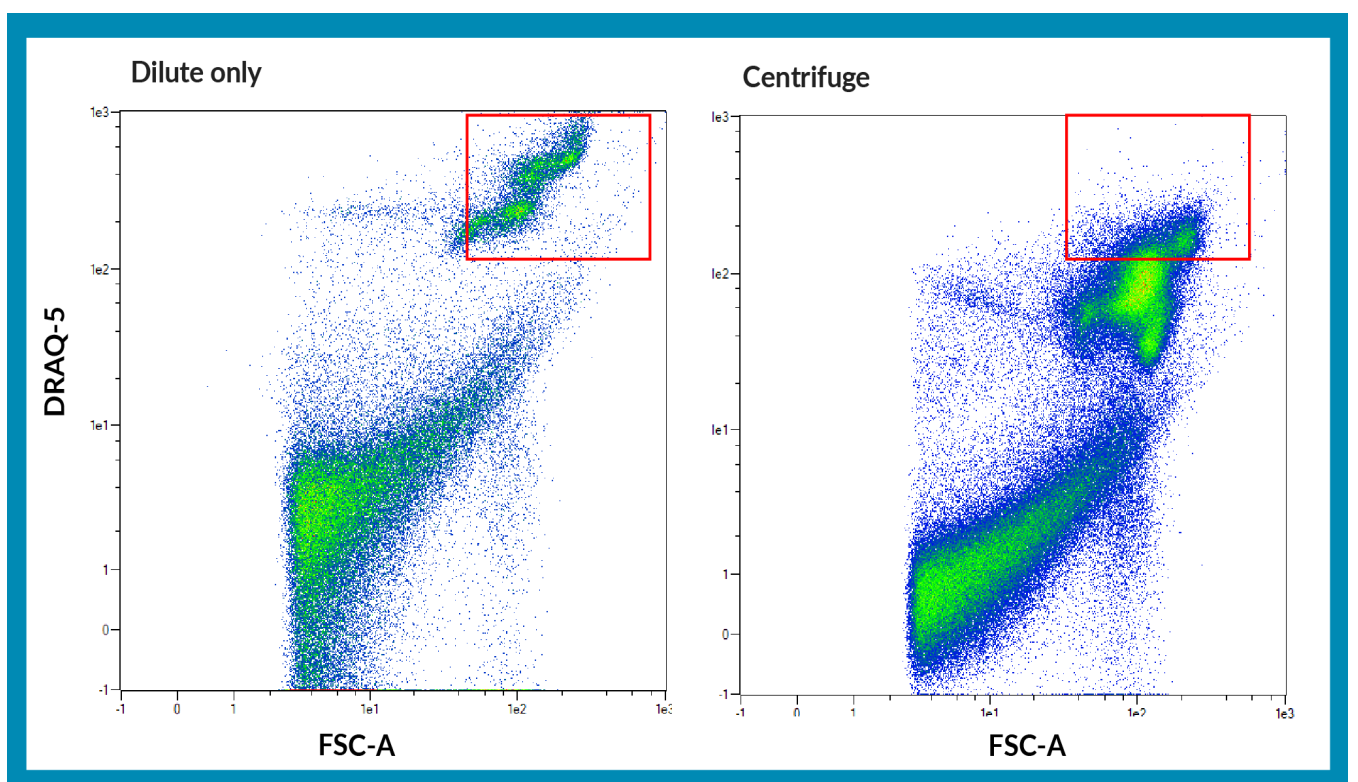 Dilute only
Centrifuge
DRAQ-5
1e3
1e2
1e1
1
0
-1
-1
0
1
1e1
1e2
1e3
FSC-A
1e3
1e2
1e1
1
0
-1
-1
0
1
1e1
1e2
1e3
FSC-A